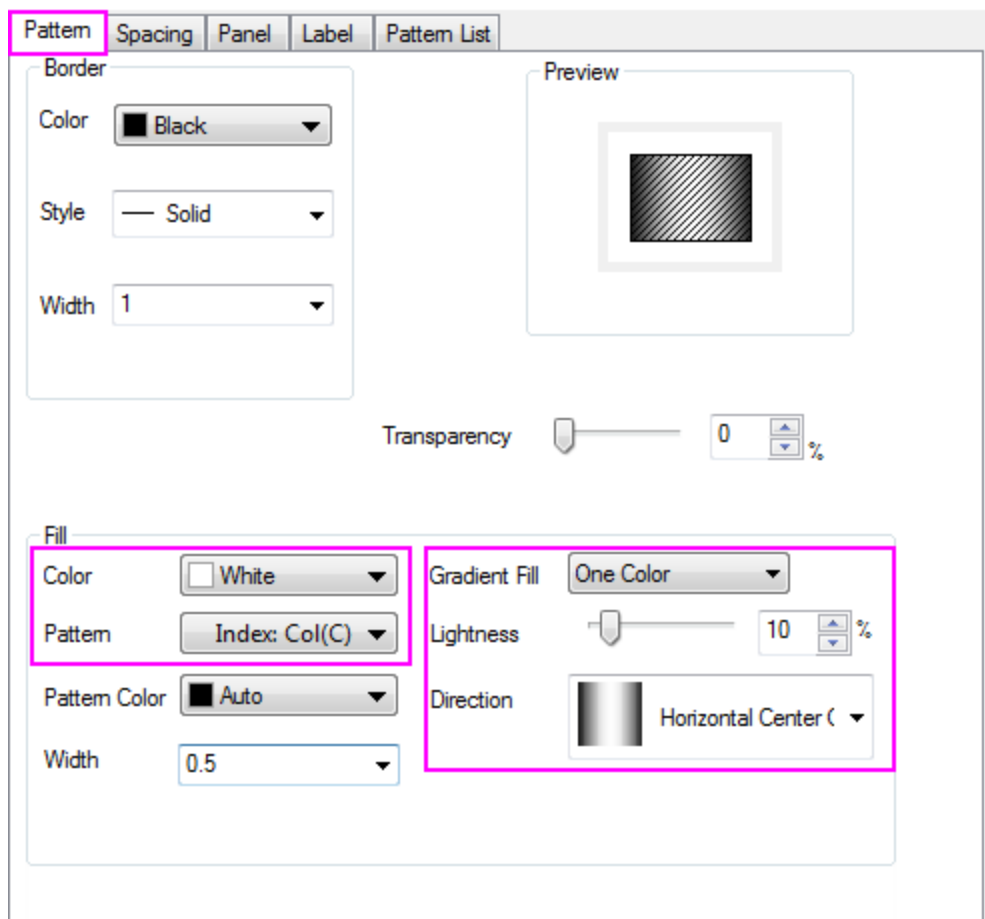 Pattern Spacing Panel Label Pattern List
Border
Preview
Color Black
Style Solid
Width 1
Transparency 0 %
Fill
Color White Gradient Fill One Color
Pattern Index: Col(C) Lightness 10 %
Pattern Color Auto Direction Horizontal Center (
Width 0.5